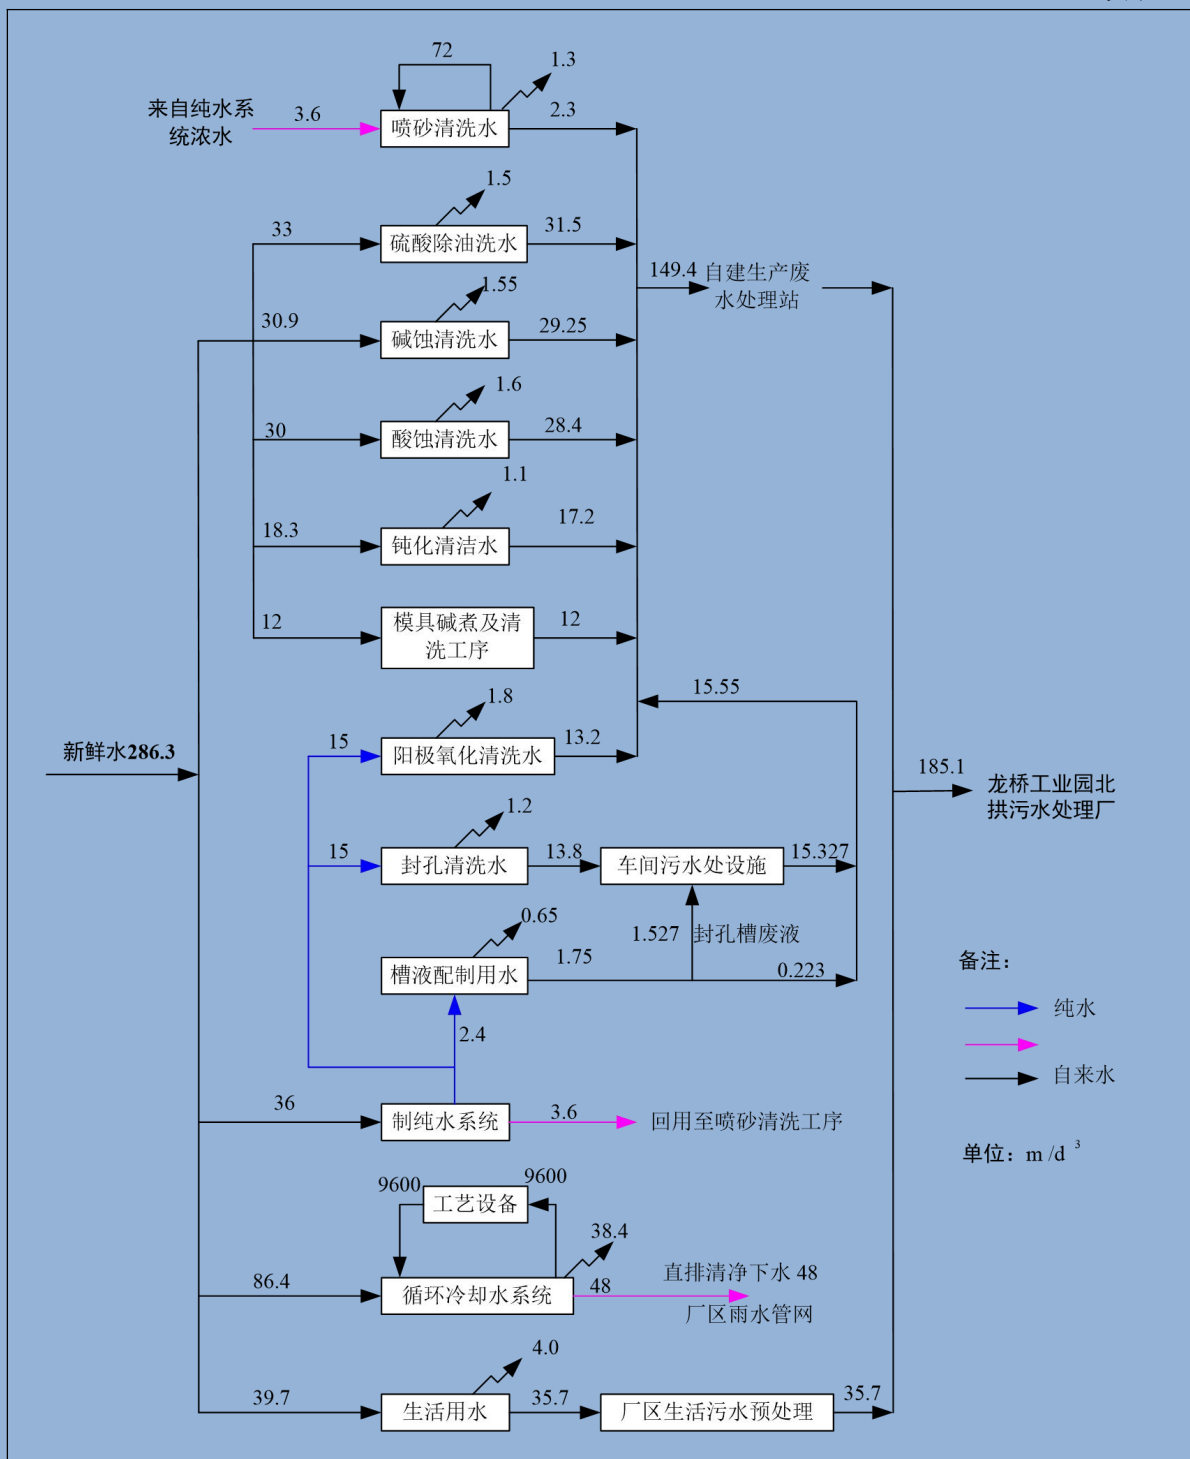 72
1.3
来自纯水系
统浓水
3.6
喷砂清洗水
2.3
1.5
33
硫酸除油洗水
31.5
149.4
自建生产废
水处理站
1.55
30.9
碱蚀清洗水
29.25
1.6
30
酸蚀清洗水
28.4
1.1
18.3
钝化清洁水
17.2
12
模具碱煮及清
洗工序
12
15.55
1.8
15
阳极氧化清洗水
13.2
新鲜水286.3
185.1
龙桥工业园北
拱污水处理厂
1.2
15
封孔清洗水
13.8
车间污水处设施
15.327
0.65
1.527
封孔槽废液
槽液配制用水
1.75
0.223
2.4
备注：
纯水
自来水
单位：m /d 3
36
制纯水系统
3.6
回用至喷砂清洗工序
9600
工艺设备
9600
38.4
86.4
循环冷却水系统
48
直排清净下水 48
厂区雨水管网
4.0
39.7
生活用水
35.7
厂区生活污水预处理
35.7